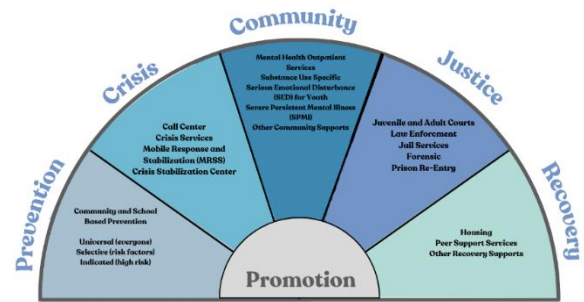 Prevention
Community and School
Based Prevention
Universal (everyone)
Selective (risk factors)
Indicated (high risk)
Crisis
Call Center
Crisis Services
Mobile Response and
Stabilization (MRSS)
Crisis Stabilization Center
Community
Mental Health Outpatient
Services
Substance Use Specific
Serious Emotional Disturbance
(SED) for Youth
Severe Persistent Mental Illness
(SPMI)
Other Community Supports
Justice
Juvenile and Adult Courts
Law Enforcement
Jail Services
Forensic
Prison Re-Entry
Recovery
Housing
Peer Support Services
Other Recovery Supports
Promotion